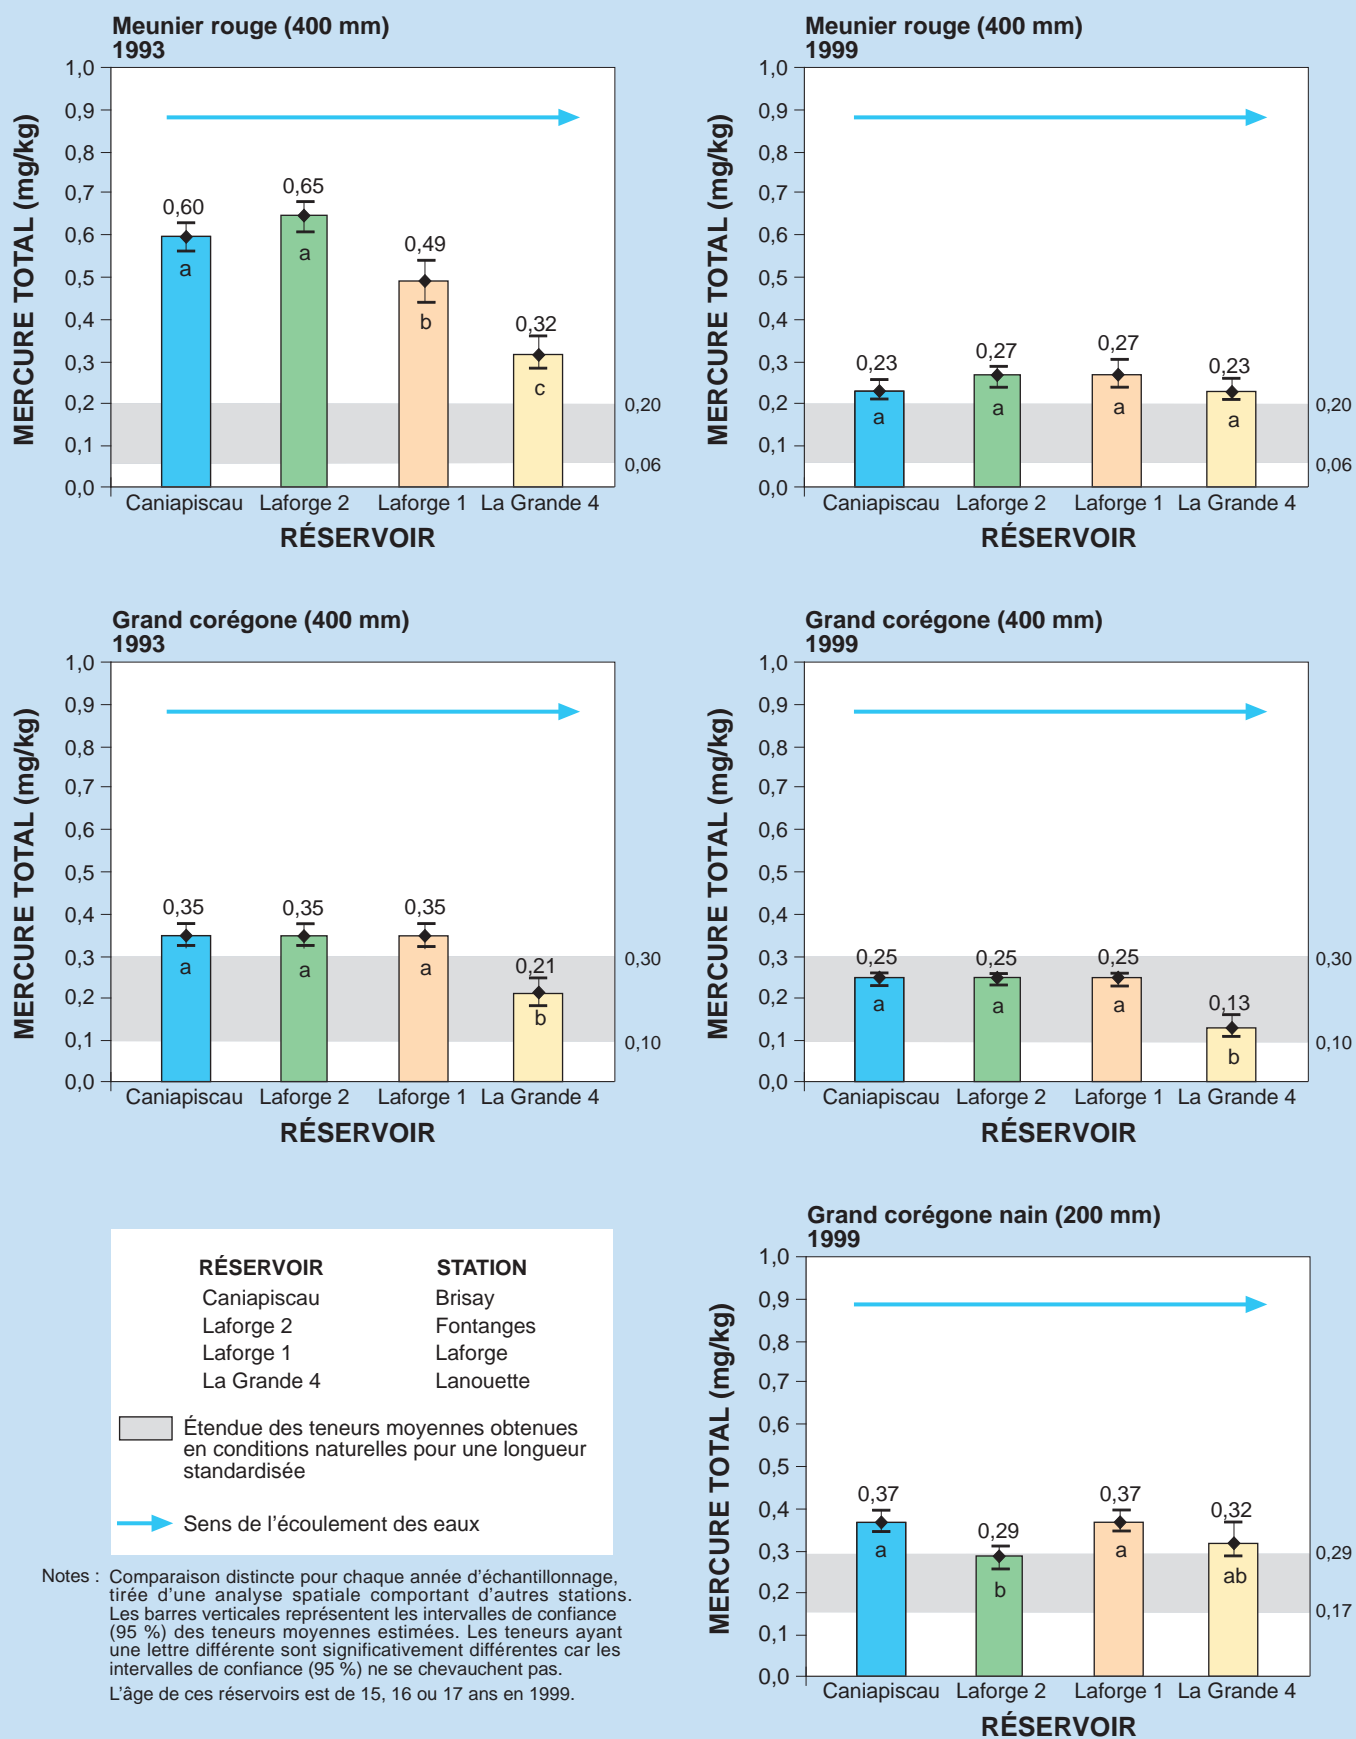 Meunier rouge (400 mm)
1993
MERCURE TOTAL (mg/kg)
1,0
0,9
0,8
0,7
0,6
0,5
0,4
0,3
0,2
0,1
0,0
0,60
0,65
0,49
0,32
a
a
b
c
0,20
0,06
Caniapiscau
Laforge 2
Laforge 1
La Grande 4
RÉSERVOIR
Meunier rouge (400 mm)
1999
MERCURE TOTAL (mg/kg)
1,0
0,9
0,8
0,7
0,6
0,5
0,4
0,3
0,2
0,1
0,0
0,23
0,27
0,27
0,23
a
a
a
a
0,20
0,06
Caniapiscau
Laforge 2
Laforge 1
La Grande 4
RÉSERVOIR
Grand corégone (400 mm)
1993
MERCURE TOTAL (mg/kg)
1,0
0,9
0,8
0,7
0,6
0,5
0,4
0,3
0,2
0,1
0,0
0,35
0,35
0,35
0,21
a
a
a
b
0,30
0,10
Caniapiscau
Laforge 2
Laforge 1
La Grande 4
RÉSERVOIR
Grand corégone (400 mm)
1999
MERCURE TOTAL (mg/kg)
1,0
0,9
0,8
0,7
0,6
0,5
0,4
0,3
0,2
0,1
0,0
0,25
0,25
0,25
0,13
a
a
a
b
0,30
0,10
Caniapiscau
Laforge 2
Laforge 1
La Grande 4
RÉSERVOIR
RÉSERVOIR STATION
Caniapiscau Brisay
Laforge 2 Fontanges
Laforge 1 Laforge
La Grande 4 Lanouette
Étendue des teneurs moyennes obtenues
en conditions naturelles pour une longueur
standardisée
Sens de l'écoulement des eaux
Notes : Comparaison distincte pour chaque année d'échantillonnage,
tirée d'une analyse spatiale comportant d'autres stations.
Les barres verticales représentent les intervalles de confiance
(95 %) des teneurs moyennes estimées. Les teneurs ayant
une lettre différente sont significativement différentes car les
intervalles de confiance (95 %) ne se chevauchent pas.
L'âge de ces réservoirs est de 15, 16 ou 17 ans en 1999.
Grand corégone nain (200 mm)
1999
MERCURE TOTAL (mg/kg)
1,0
0,9
0,8
0,7
0,6
0,5
0,4
0,3
0,2
0,1
0,0
0,37
0,29
0,37
0,32
a
b
a
ab
0,29
0,17
Caniapiscau
Laforge 2
Laforge 1
La Grande 4
RÉSERVOIR